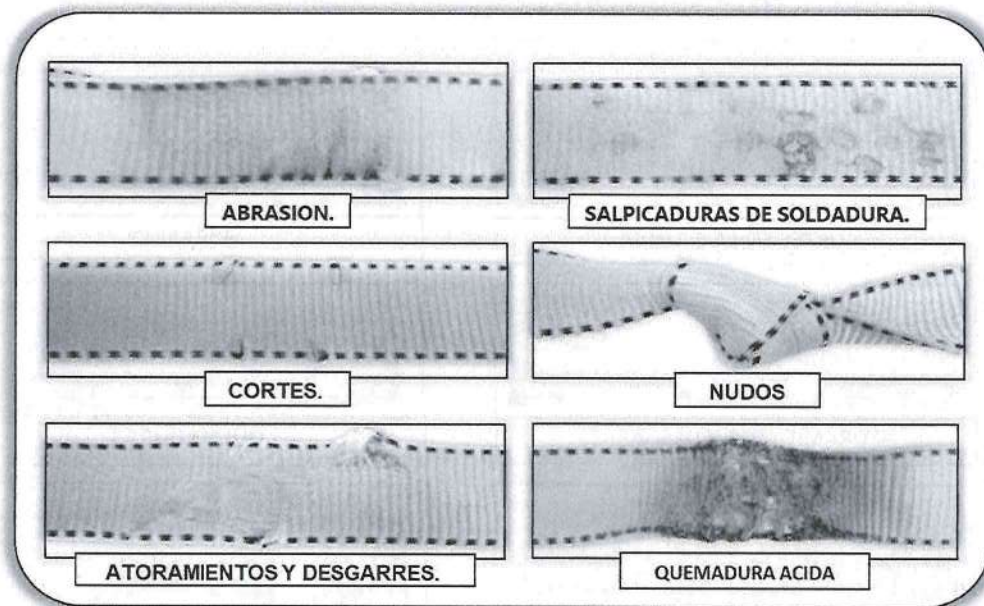 ABRASION.
SALPICADURAS DE SOLDADURA.
CORTES.
NUDOS
ATORAMIENTOS Y DESGARRES.
QUEMADURA ACIDA